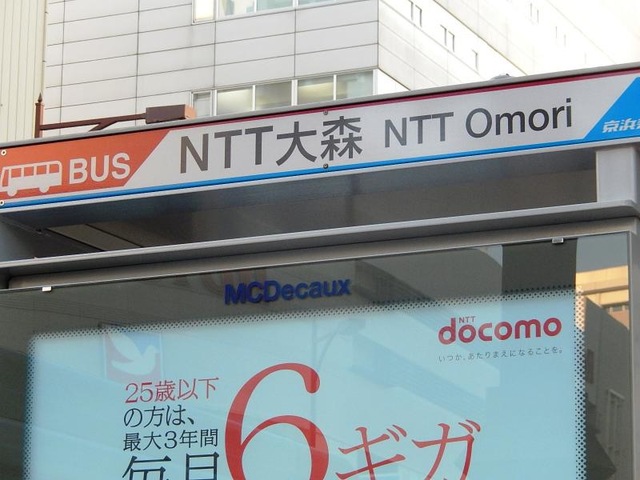 BUS NTT大森 NTT Omori 京浜
MCDecaux
NTT
docomo
いつか、あたりまえになることを。
25歳以下
の方は、
最大3年間
毎月
6ギガ